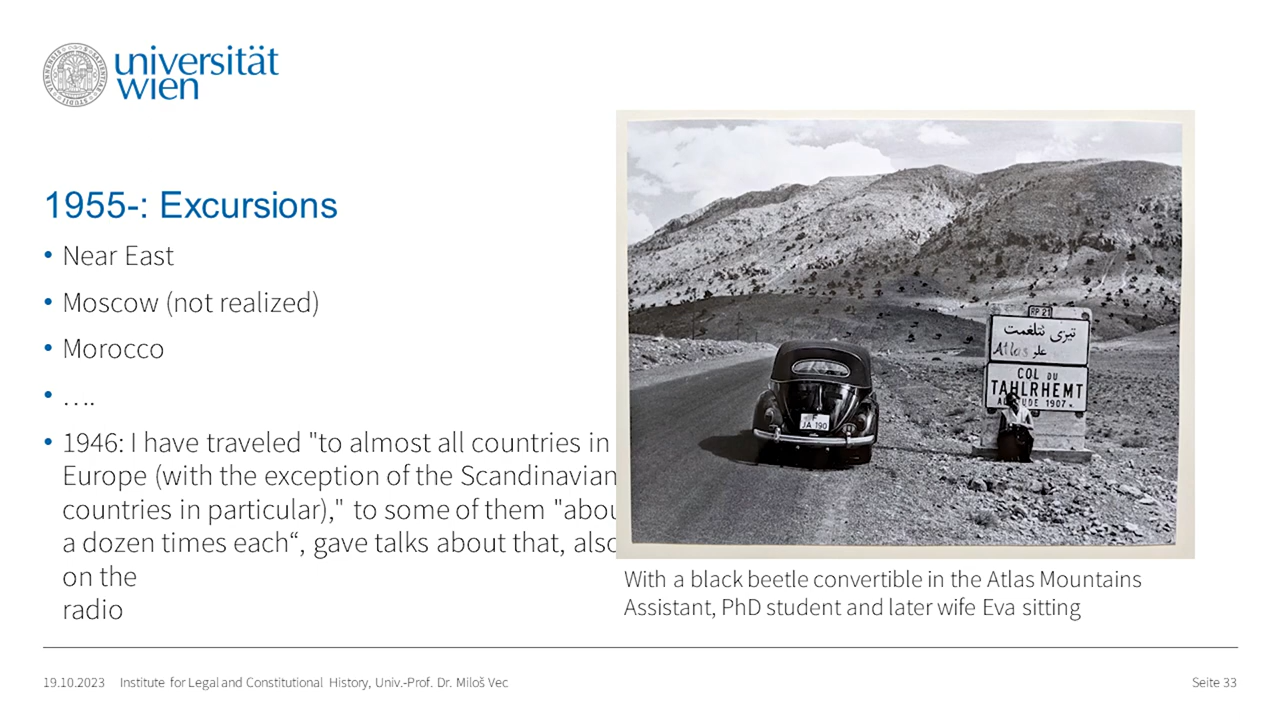 universität
wien
1955-: Excursions
• Near East
• Moscow (not realized)
• Morocco
• ….
• 1946: I have traveled "to almost all countries in
Europe (with the exception of the Scandinavian
countries in particular)," to some of them "abou
a dozen times each“, gave talks about that, also
on the
radio
RP 21
تيزي نتلغمت
Atlas علو
COL DU
TAHLRHEMT
1907
F
JA 190
With a black beetle convertible in the Atlas Mountains
Assistant, PhD student and later wife Eva sitting
19.10.2023 Institute for Legal and Constitutional History, Univ.-Prof. Dr. Miloš Vec
Seite 33